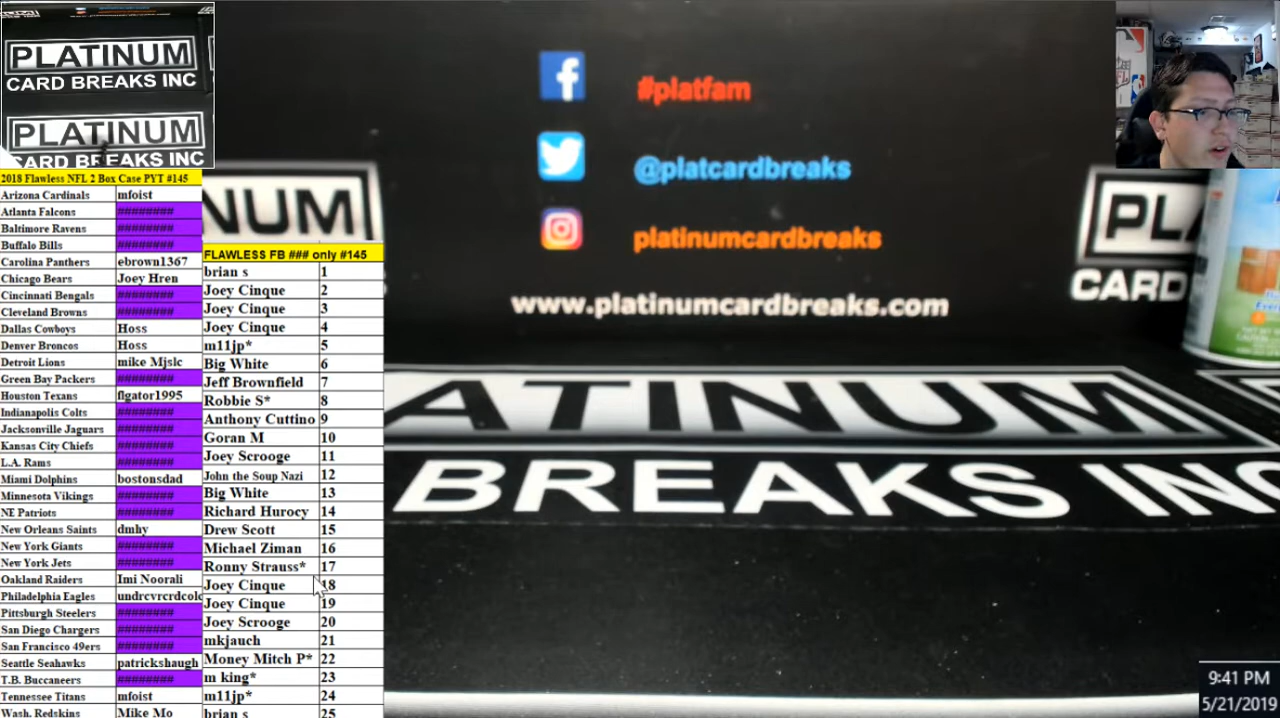 PLATINUM
CARD BREAKS INC
PLATINUM
CARD BREAKS INC
2018 Flawless NFL 2 Box Case PYT #145
Arizona Cardinals mfoist
Atlanta Falcons ########
Baltimore Ravens ########
Buffalo Bills ########
Carolina Panthers ebrown1367
Chicago Bears Joey Hren
Cincinnati Bengals ########
Cleveland Browns ########
Dallas Cowboys Hoss
Denver Broncos Hoss
Detroit Lions mike Mjslc
Green Bay Packers ########
Houston Texans flgator1995
Indianapolis Colts ########
Jacksonville Jaguars ########
Kansas City Chiefs ########
L.A. Rams ########
Miami Dolphins bostonsdad
Minnesota Vikings ########
NE Patriots ########
New Orleans Saints dmhy
New York Giants ########
New York Jets ########
Oakland Raiders Imi Noorali
Philadelphia Eagles undrcvrcrdcol
Pittsburgh Steelers ########
San Diego Chargers ########
San Francisco 49ers ########
Seattle Seahawks patrickshaugh
T.B. Buccaneers ########
Tennessee Titans mfoist
Wash. Redskins Mike Mo
FLAWLESS FB ### only #145
brian s 1
Joey Cinque 2
Joey Cinque 3
Joey Cinque 4
m11jp* 5
Big White 6
Jeff Brownfield 7
Robbie S* 8
Anthony Cuttino 9
Goran M 10
Joey Scrooge 11
John the Soup Nazi 12
Big White 13
Richard Hurocy 14
Drew Scott 15
Michael Ziman 16
Ronny Strauss* 17
Joey Cinque 18
Joey Cinque 19
Joey Scrooge 20
mkjauch 21
Money Mitch P* 22
m king* 23
m11jp* 24
brian s 25
#platfam
@platcardbreaks
platinumcardbreaks
www.platinumcardbreaks.com
NUM
PLA
CARD
ATINUM
BREAKS INC
NFL
9:41 PM
5/21/2019